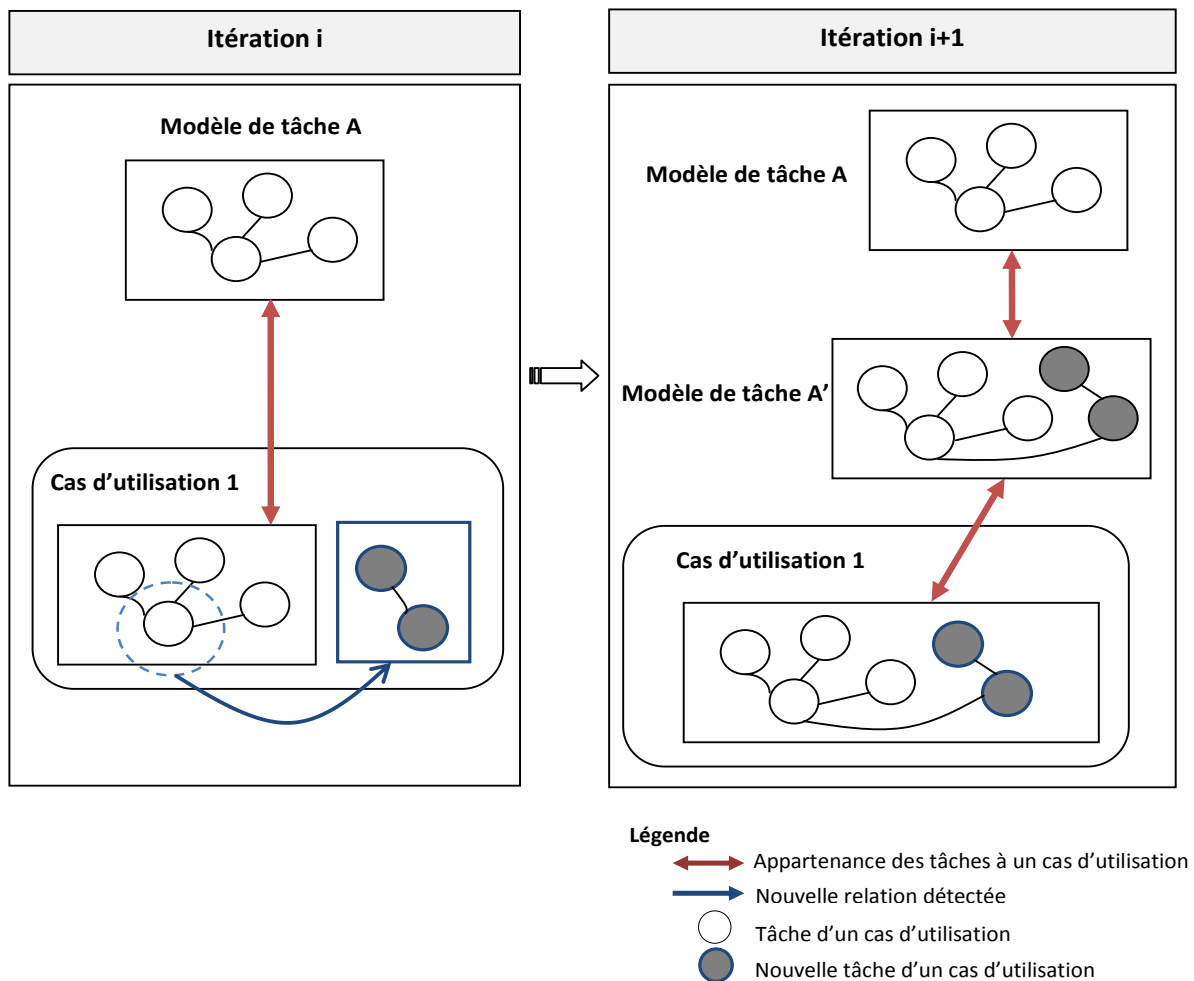 Itération i
Itération i+1
Modèle de tâche A
Cas d'utilisation 1
Modèle de tâche A
Modèle de tâche A’
Cas d’utilisation 1
Légende
Appartenance des tâches à un cas d’utilisation
Nouvelle relation détectée
Tâche d’un cas d’utilisation
Nouvelle tâche d’un cas d’utilisation